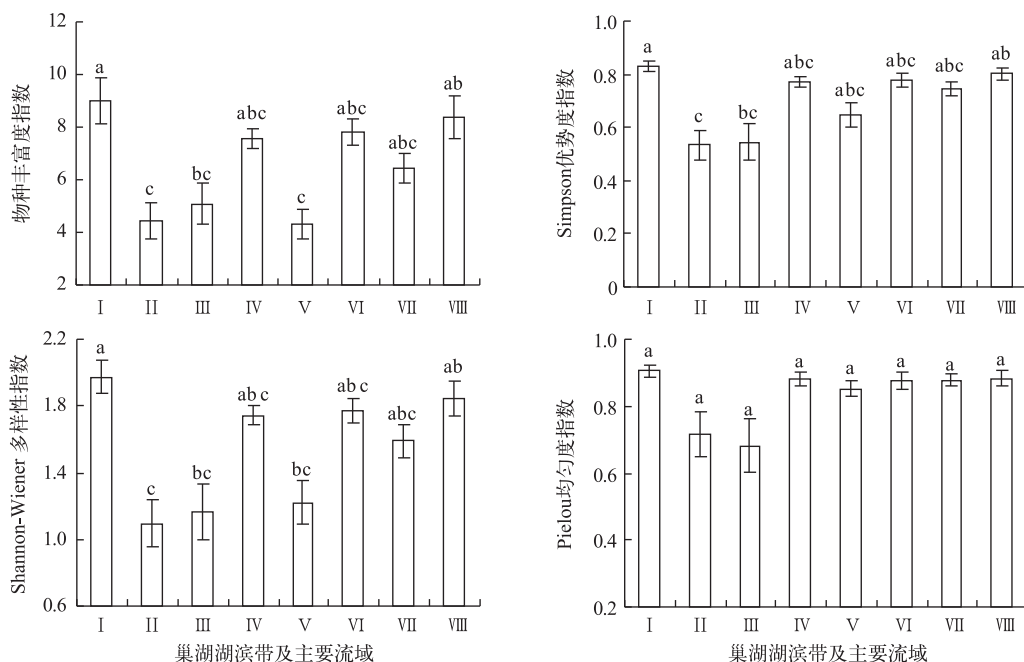 物种丰富度指数
12
10
8
6
4
2
a
c
bc
abc
c
abc
abc
ab
Ⅰ Ⅱ Ⅲ Ⅳ Ⅴ Ⅵ Ⅶ Ⅷ
Simpson优势度指数
1.0
0.8
0.6
0.4
0.2
0
a
c
bc
abc
abc
abc
abc
ab
Ⅰ Ⅱ Ⅲ Ⅳ Ⅴ Ⅵ Ⅶ Ⅷ
Shannon-Wiener 多样性指数
2.2
1.8
1.4
1.0
0.6
a
c
bc
ab c
bc
ab c
abc
ab
Ⅰ Ⅱ Ⅲ Ⅳ Ⅴ Ⅵ Ⅶ Ⅷ
巢湖湖滨带及主要流域
Pielou均匀度指数
1.0
0.8
0.6
0.4
0.2
a
a
a
a
a
a
a
a
Ⅰ Ⅱ Ⅲ Ⅳ Ⅴ Ⅵ Ⅶ Ⅷ
巢湖湖滨带及主要流域